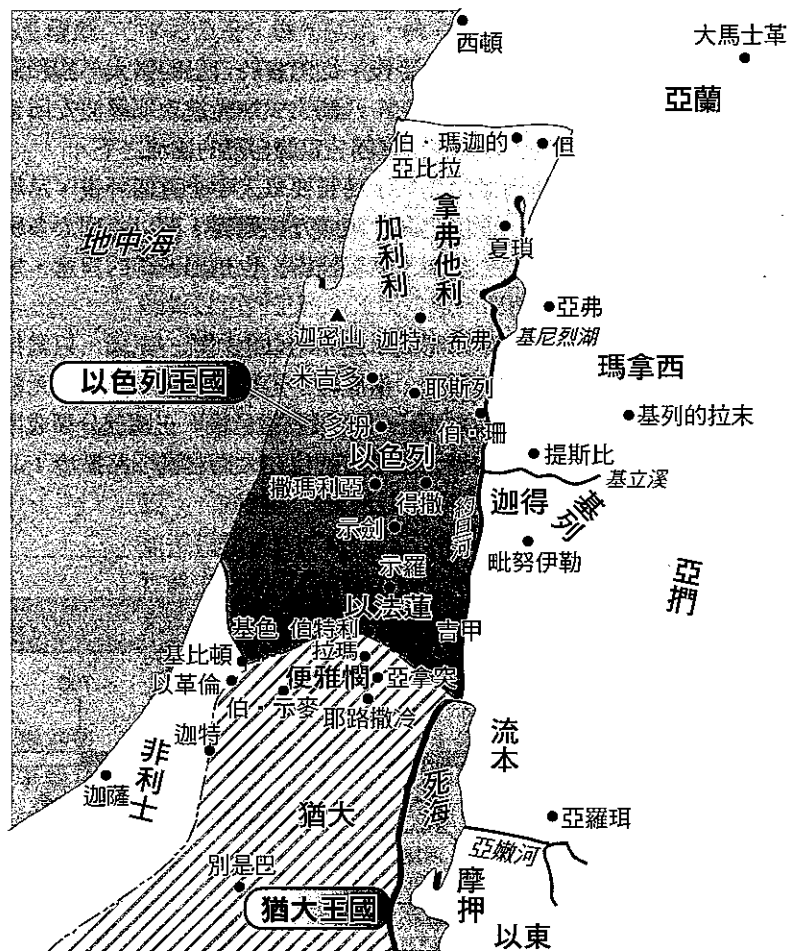 西頓
大馬士革
亞蘭
伯·瑪迦的
亞比拉
但
地中海
加利利
拿弗他利
夏瑣
亞弗
基尼烈湖
迦密山
迦特·希弗
瑪拿西
以色列王國
米吉多
耶斯列
基列的拉末
多坍
伯·珊
以色列
提斯比
基立溪
撒瑪利亞
得撒
約旦河
迦得
基列
示劍
毗努伊勒
示羅
亞捫
以法蓮
基色
伯特利
吉甲
拉瑪
基比頓
便雅憫
亞拿突
以革倫
伯·示麥
耶路撒冷
迦特
流本
非利士
迦薩
死海
猶大
亞羅珥
亞嫩河
別是巴
摩押
猶大王國
以東